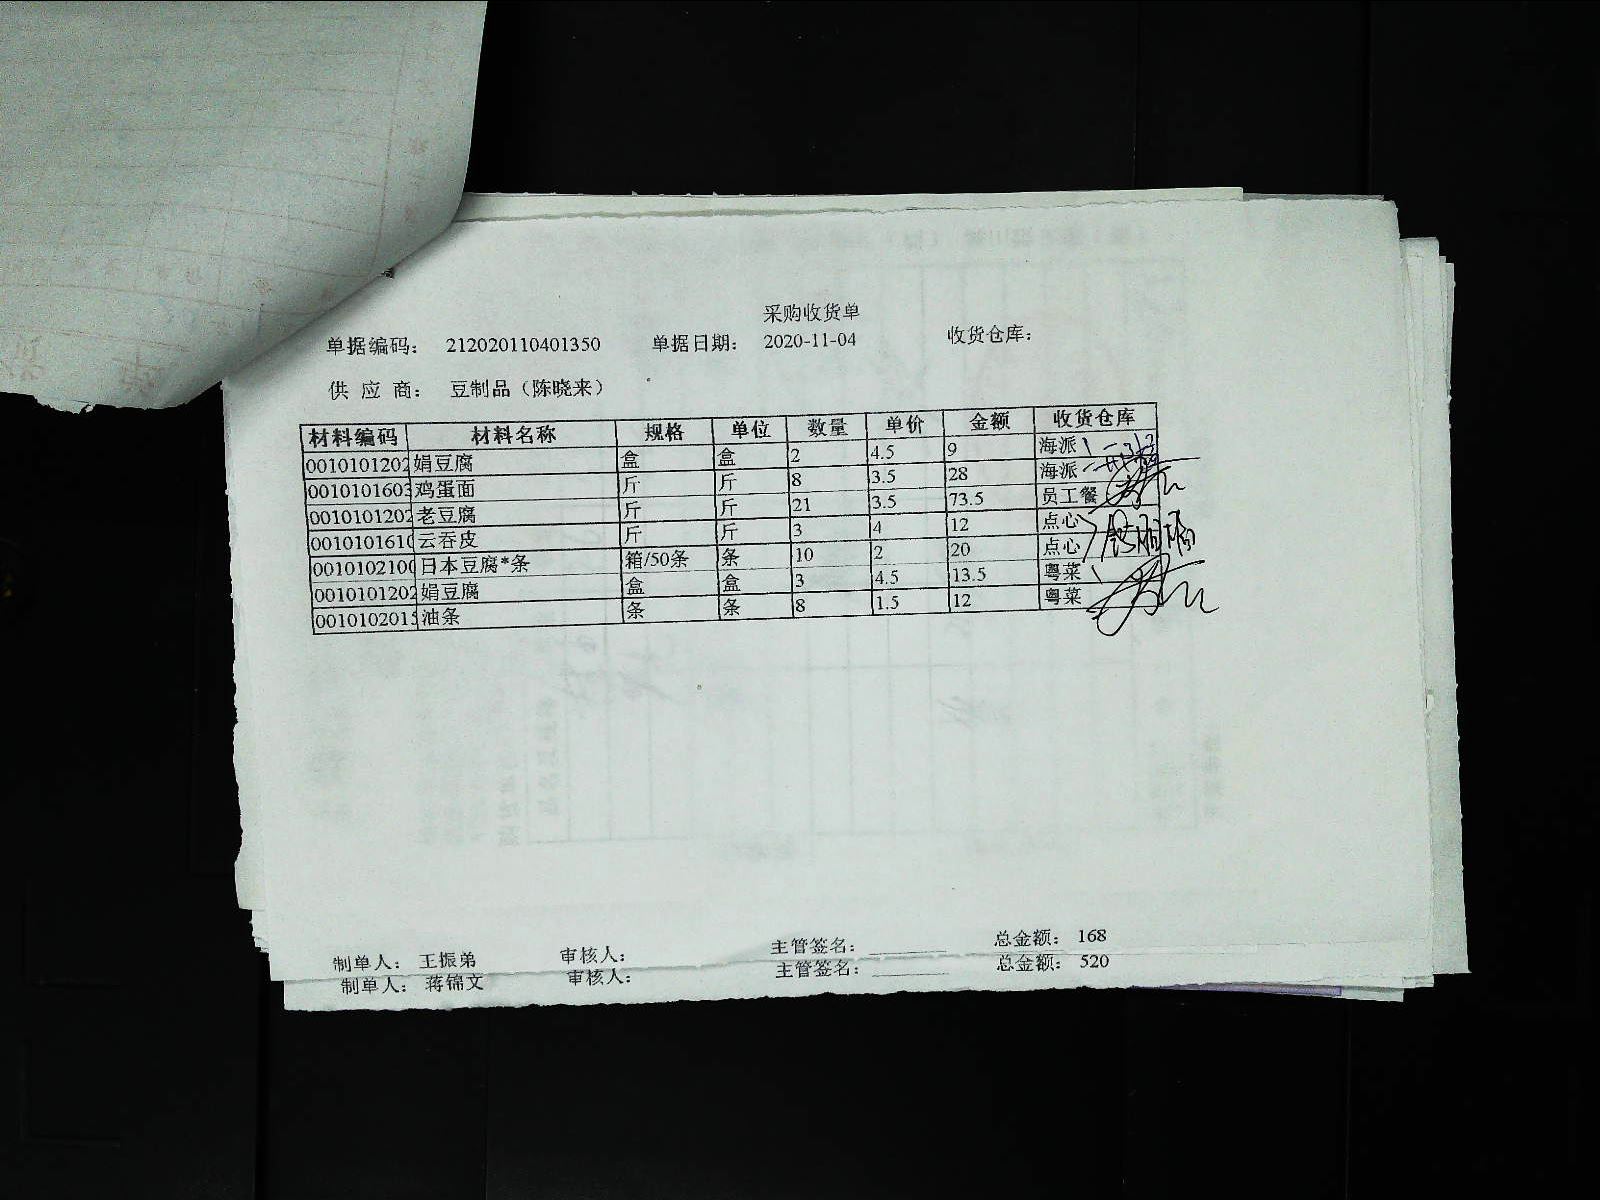 采购收货单
单据编码： 212020110401350 单据日期： 2020-11-04 收货仓库：
供 应 商： 豆制品（陈晓来）
材料编码 材料名称 规格 单位 数量 单价 金额 收货仓库
0010101202 娟豆腐 盒 盒 2 4.5 9 海派
0010101603 鸡蛋面 斤 斤 8 3.5 28 海派
0010101202 老豆腐 斤 斤 21 3.5 73.5 员工餐
0010101610 云吞皮 斤 斤 3 4 12 点心
0010102100 日本豆腐*条 箱/50条 条 10 2 20 点心
0010101202 娟豆腐 盒 盒 3 4.5 13.5 粤菜
0010102015 油条 条 条 8 1.5 12 粤菜
制单人： 王振弟 审核人： 主管签名： 总金额： 168
制单人： 蒋锦文 审核人： 主管签名： 总金额： 520